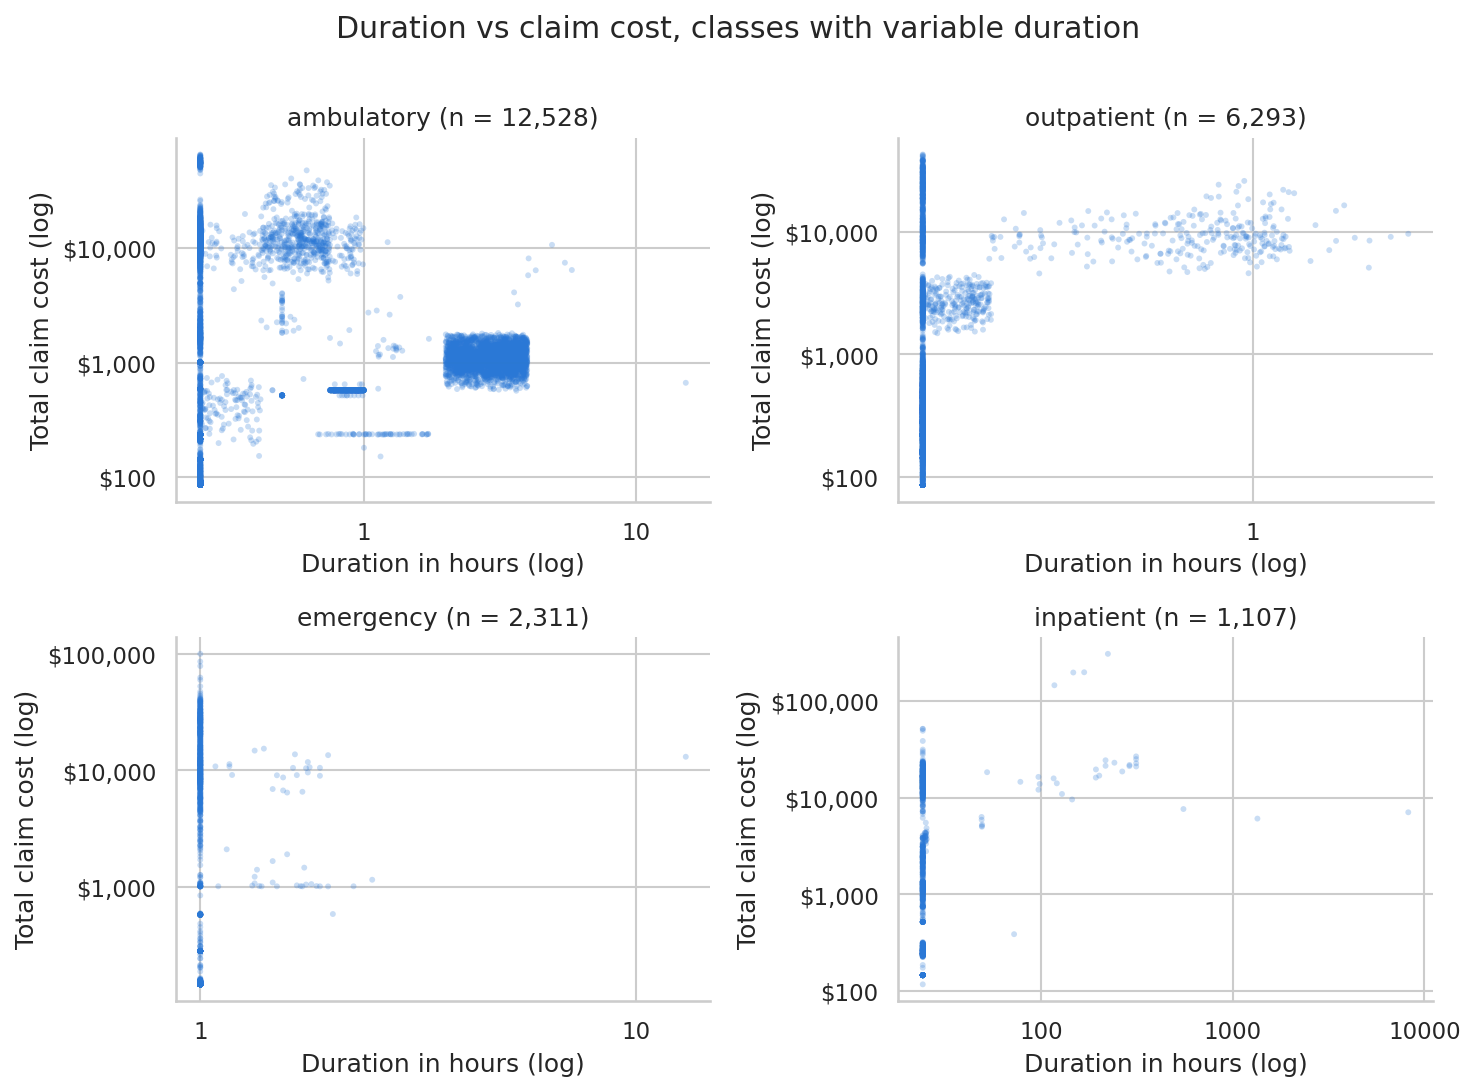 Duration vs claim cost, classes with variable duration
ambulatory (n = 12,528)
Total claim cost (log)
$10,000
$1,000
$100
1
10
Duration in hours (log)
outpatient (n = 6,293)
Total claim cost (log)
$10,000
$1,000
$100
1
Duration in hours (log)
emergency (n = 2,311)
Total claim cost (log)
$100,000
$10,000
$1,000
1
10
Duration in hours (log)
inpatient (n = 1,107)
Total claim cost (log)
$100,000
$10,000
$1,000
$100
100
1000
10000
Duration in hours (log)